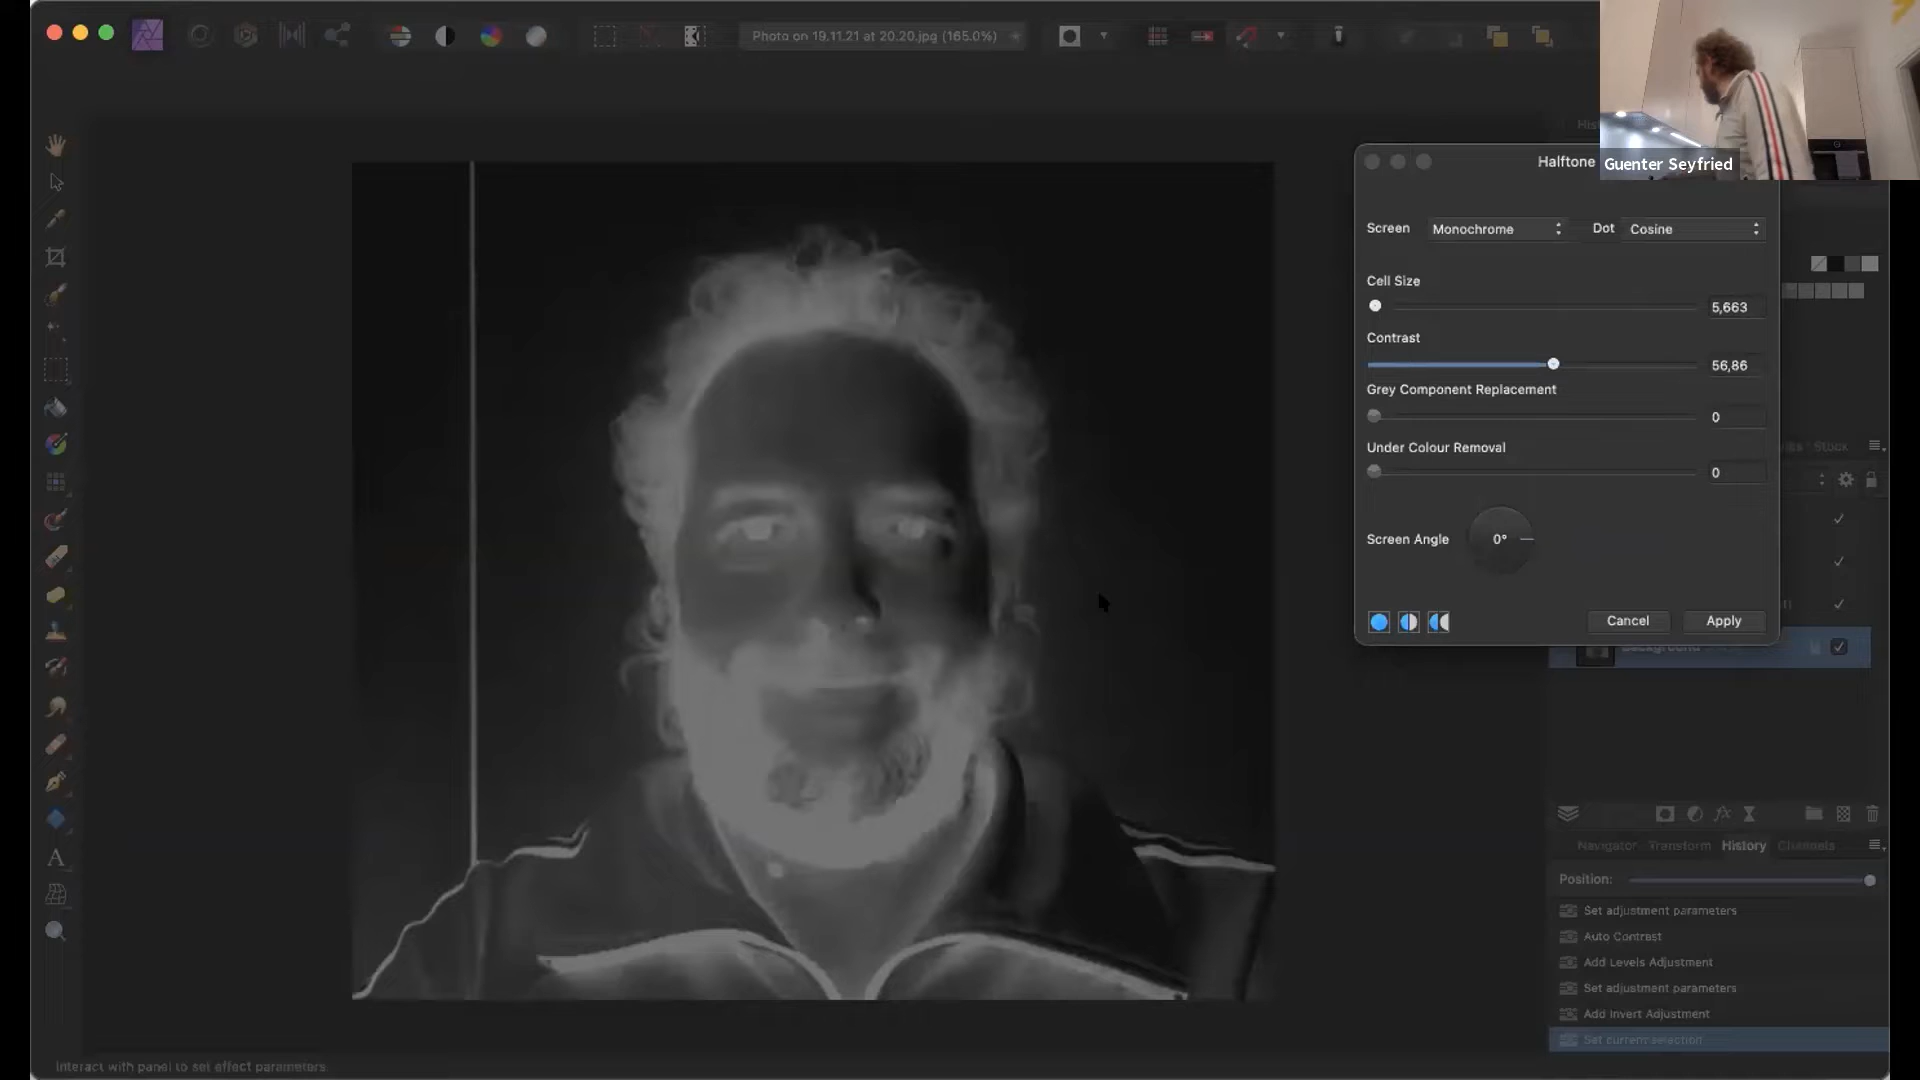 Photo on 19.11.21 at 20.20.jpg (165.0%)
Guenter Seyfried
Halftone
Screen Monochrome Dot Cosine
Cell Size
5,663
Contrast
56,86
Grey Component Replacement
0
Under Colour Removal
0
Screen Angle 0°
Cancel Apply
Stock
Background
Navigator Transform History Channels
Position:
Set adjustment parameters
Auto Contrast
Add Levels Adjustment
Set adjustment parameters
Add Invert Adjustment
Set current selection
A
Interact with panel to set effect parameters.